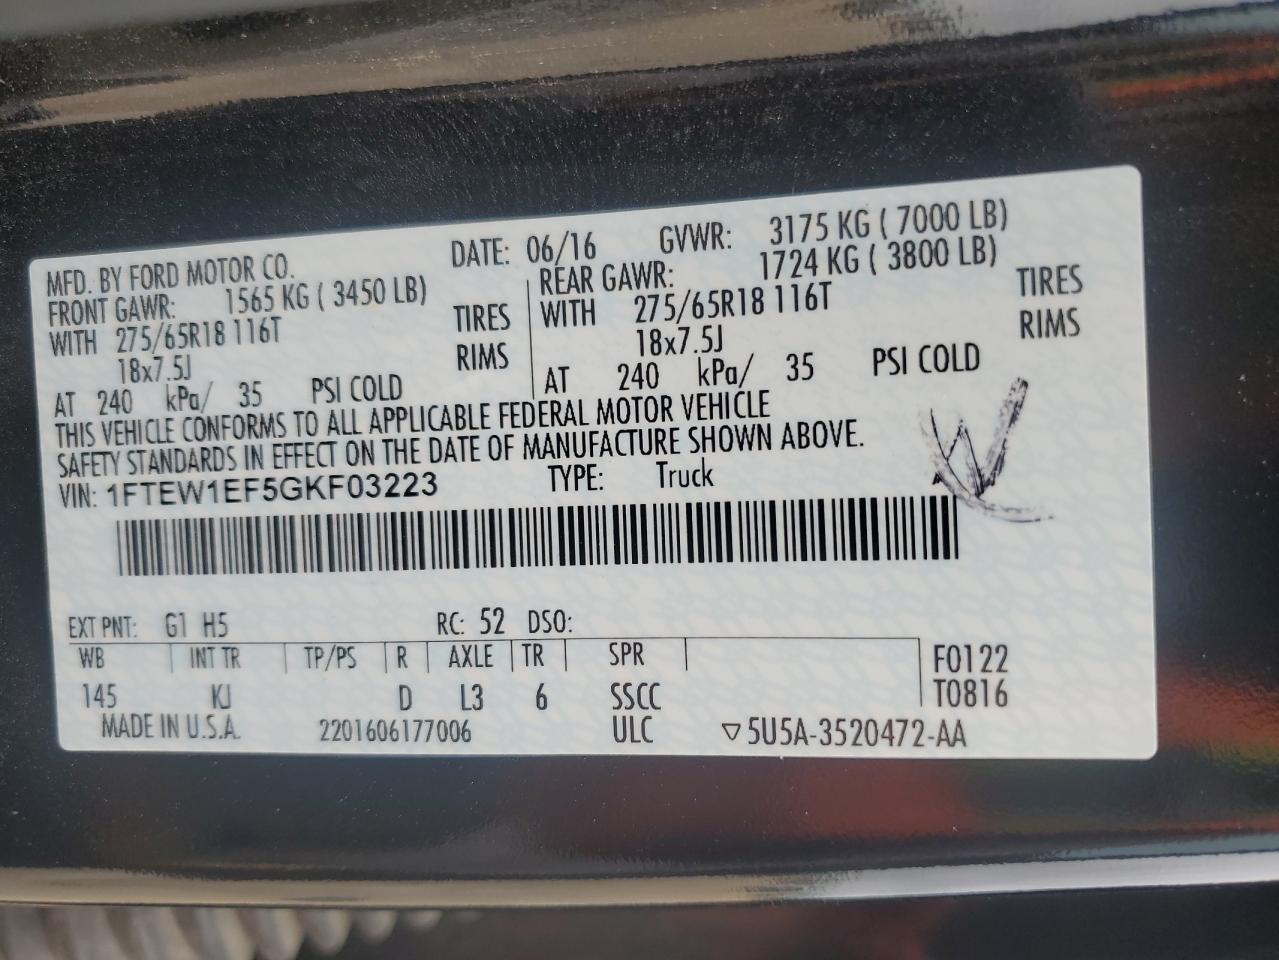 MFD. BY FORD MOTOR CO. DATE: 06/16 GVWR: 3175 KG ( 7000 LB)
FRONT GAWR: 1565 KG ( 3450 LB) REAR GAWR: 1724 KG ( 3800 LB)
WITH 275/65R18 116T TIRES WITH 275/65R18 116T TIRES
18x7.5J RIMS 18x7.5J RIMS
AT 240 kPa/ 35 PSI COLD AT 240 kPa/ 35 PSI COLD
THIS VEHICLE CONFORMS TO ALL APPLICABLE FEDERAL MOTOR VEHICLE
SAFETY STANDARDS IN EFFECT ON THE DATE OF MANUFACTURE SHOWN ABOVE.
VIN: 1FTEW1EF5GKF03223 TYPE: Truck
EXT PNT: G1 H5 RC: 52 DSO:
WB INT TR TP/PS R AXLE TR SPR F0122
145 KJ D L3 6 SSCC T0816
MADE IN U.S.A. 2201606177006 ULC ▽5U5A-3520472-AA